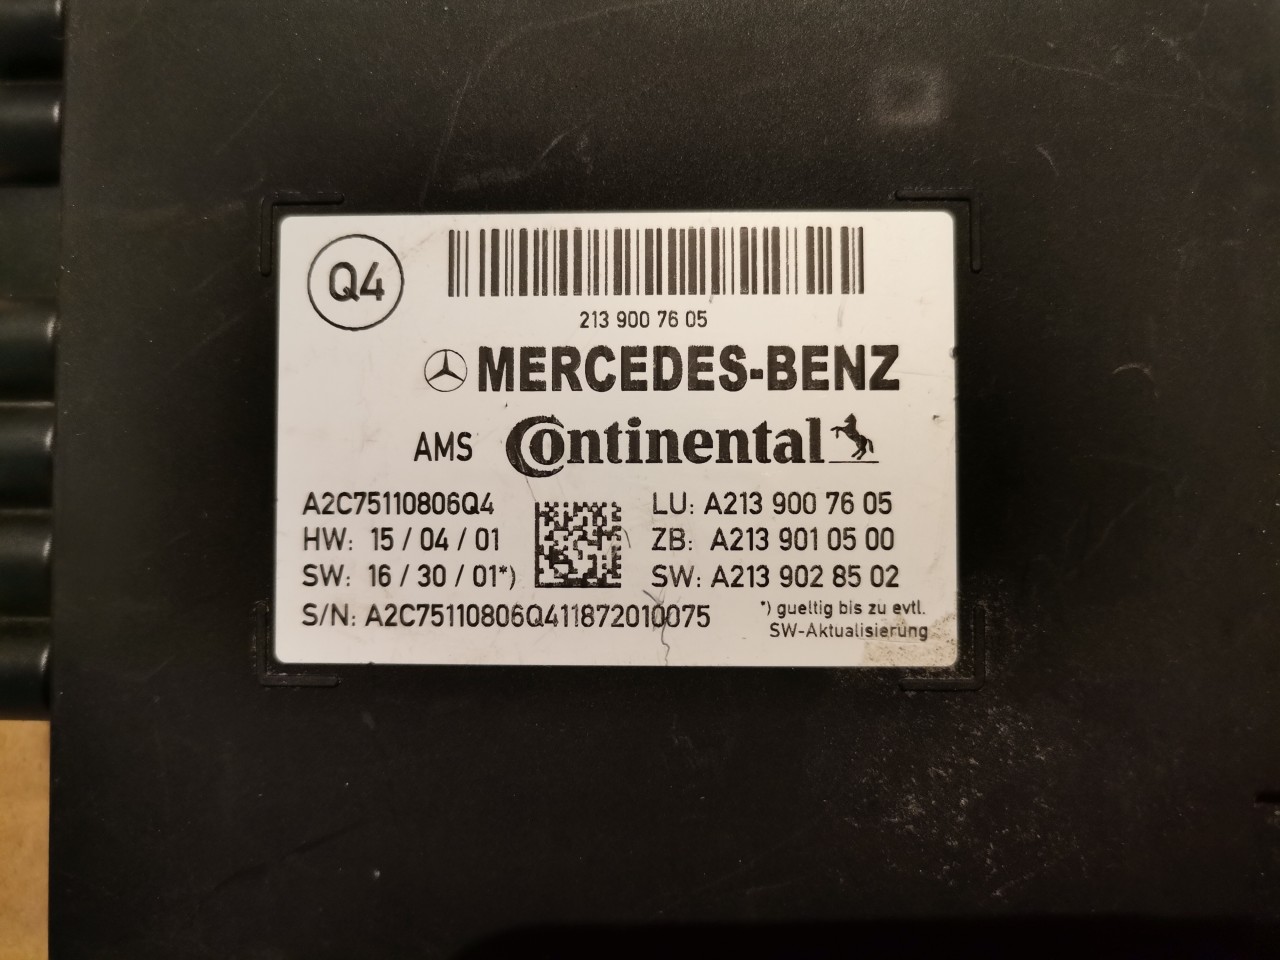 Q4
213 900 76 05
MERCEDES-BENZ
AMS Continental
A2C75110806Q4 LU: A213 900 76 05
HW: 15 / 04 / 01 ZB: A213 901 05 00
SW: 16 / 30 / 01*) SW: A213 902 85 02
S/N: A2C75110806Q411872010075 *) gueltig bis zu evtl.
SW-Aktualisierung